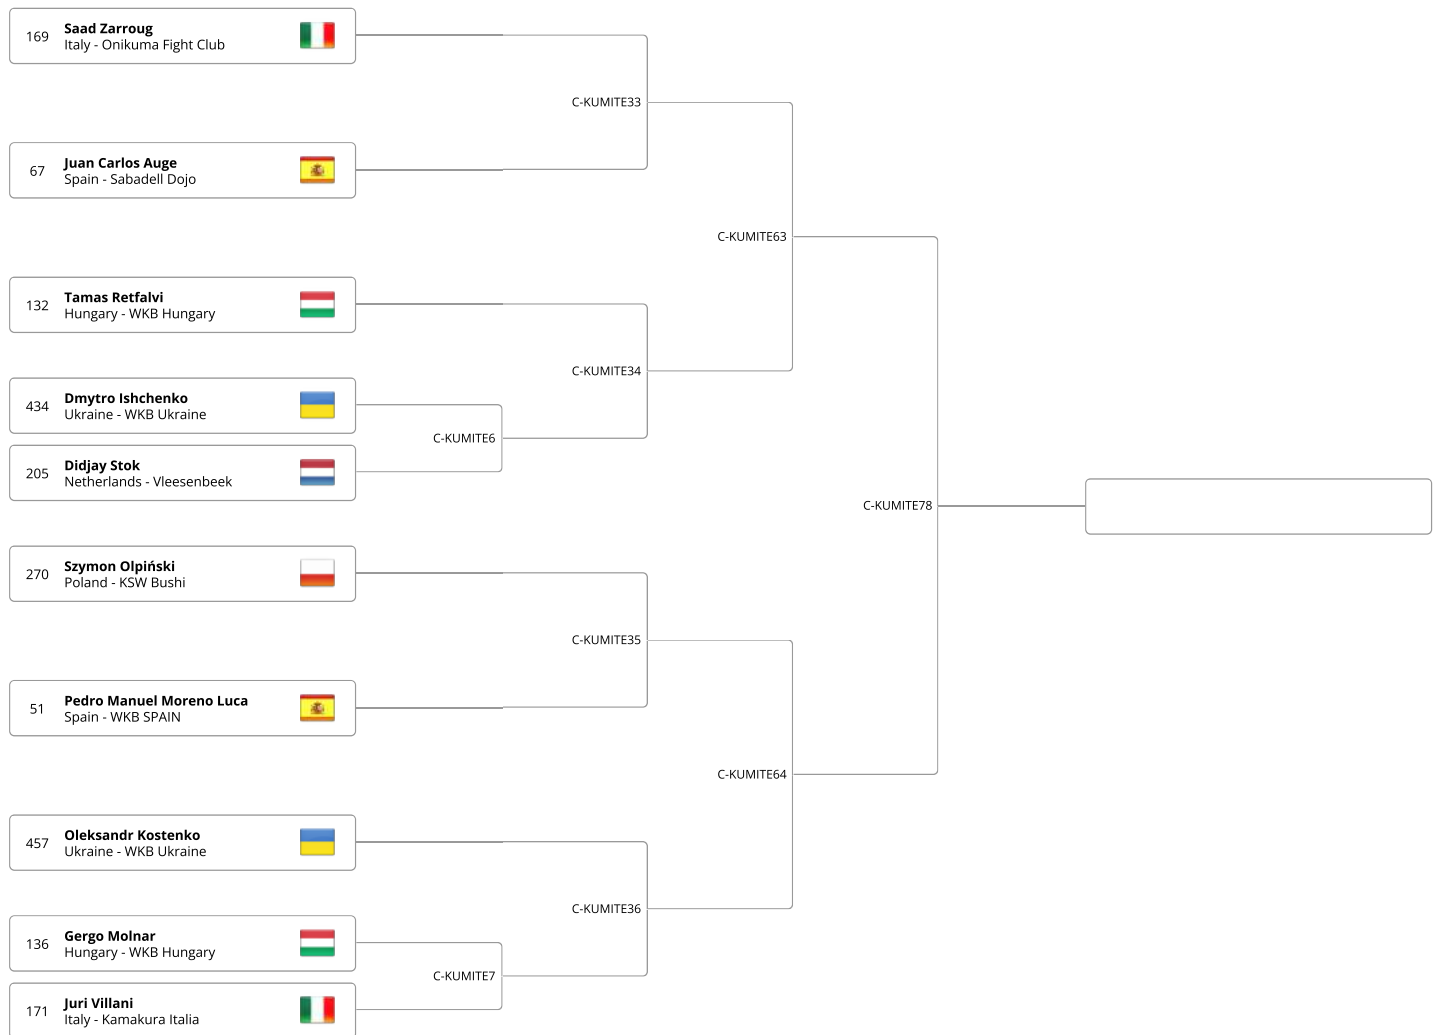 169
Saad Zarroug
Italy - Onikuma Fight Club
C-KUMITE33
67
Juan Carlos Auge
Spain - Sabadell Dojo
C-KUMITE63
132
Tamas Retfalvi
Hungary - WKB Hungary
C-KUMITE34
434
Dmytro Ishchenko
Ukraine - WKB Ukraine
C-KUMITE6
205
Didjay Stok
Netherlands - Vleesenbeek
C-KUMITE78
270
Szymon Olpiński
Poland - KSW Bushi
C-KUMITE35
51
Pedro Manuel Moreno Luca
Spain - WKB SPAIN
C-KUMITE64
457
Oleksandr Kostenko
Ukraine - WKB Ukraine
C-KUMITE36
136
Gergo Molnar
Hungary - WKB Hungary
C-KUMITE7
171
Juri Villani
Italy - Kamakura Italia